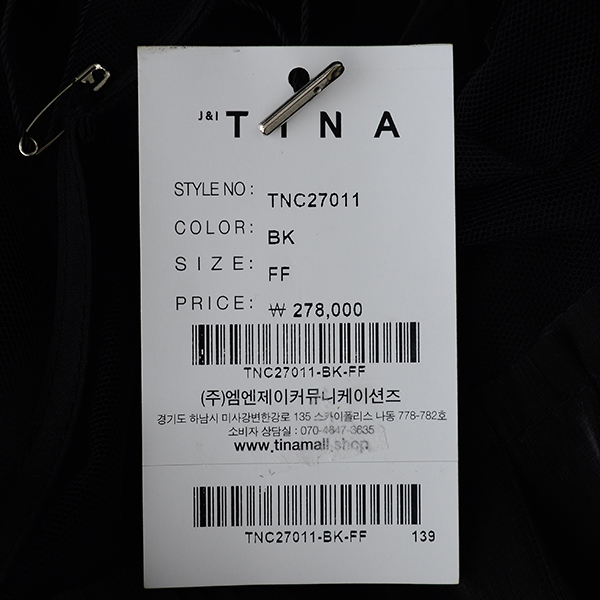 J&I TINA
STYLE NO: TNC27011
COLOR: BK
SIZE: FF
PRICE: ₩ 278,000
TNC27011-BK-FF
(주)엠엔제이커뮤니케이션즈
경기도 하남시 미사강변한강로 135 스카이폴리스 나동 778-782호
소비자 상담실 : 070-4647-3635
www.tinamall.shop
TNC27011-BK-FF 139